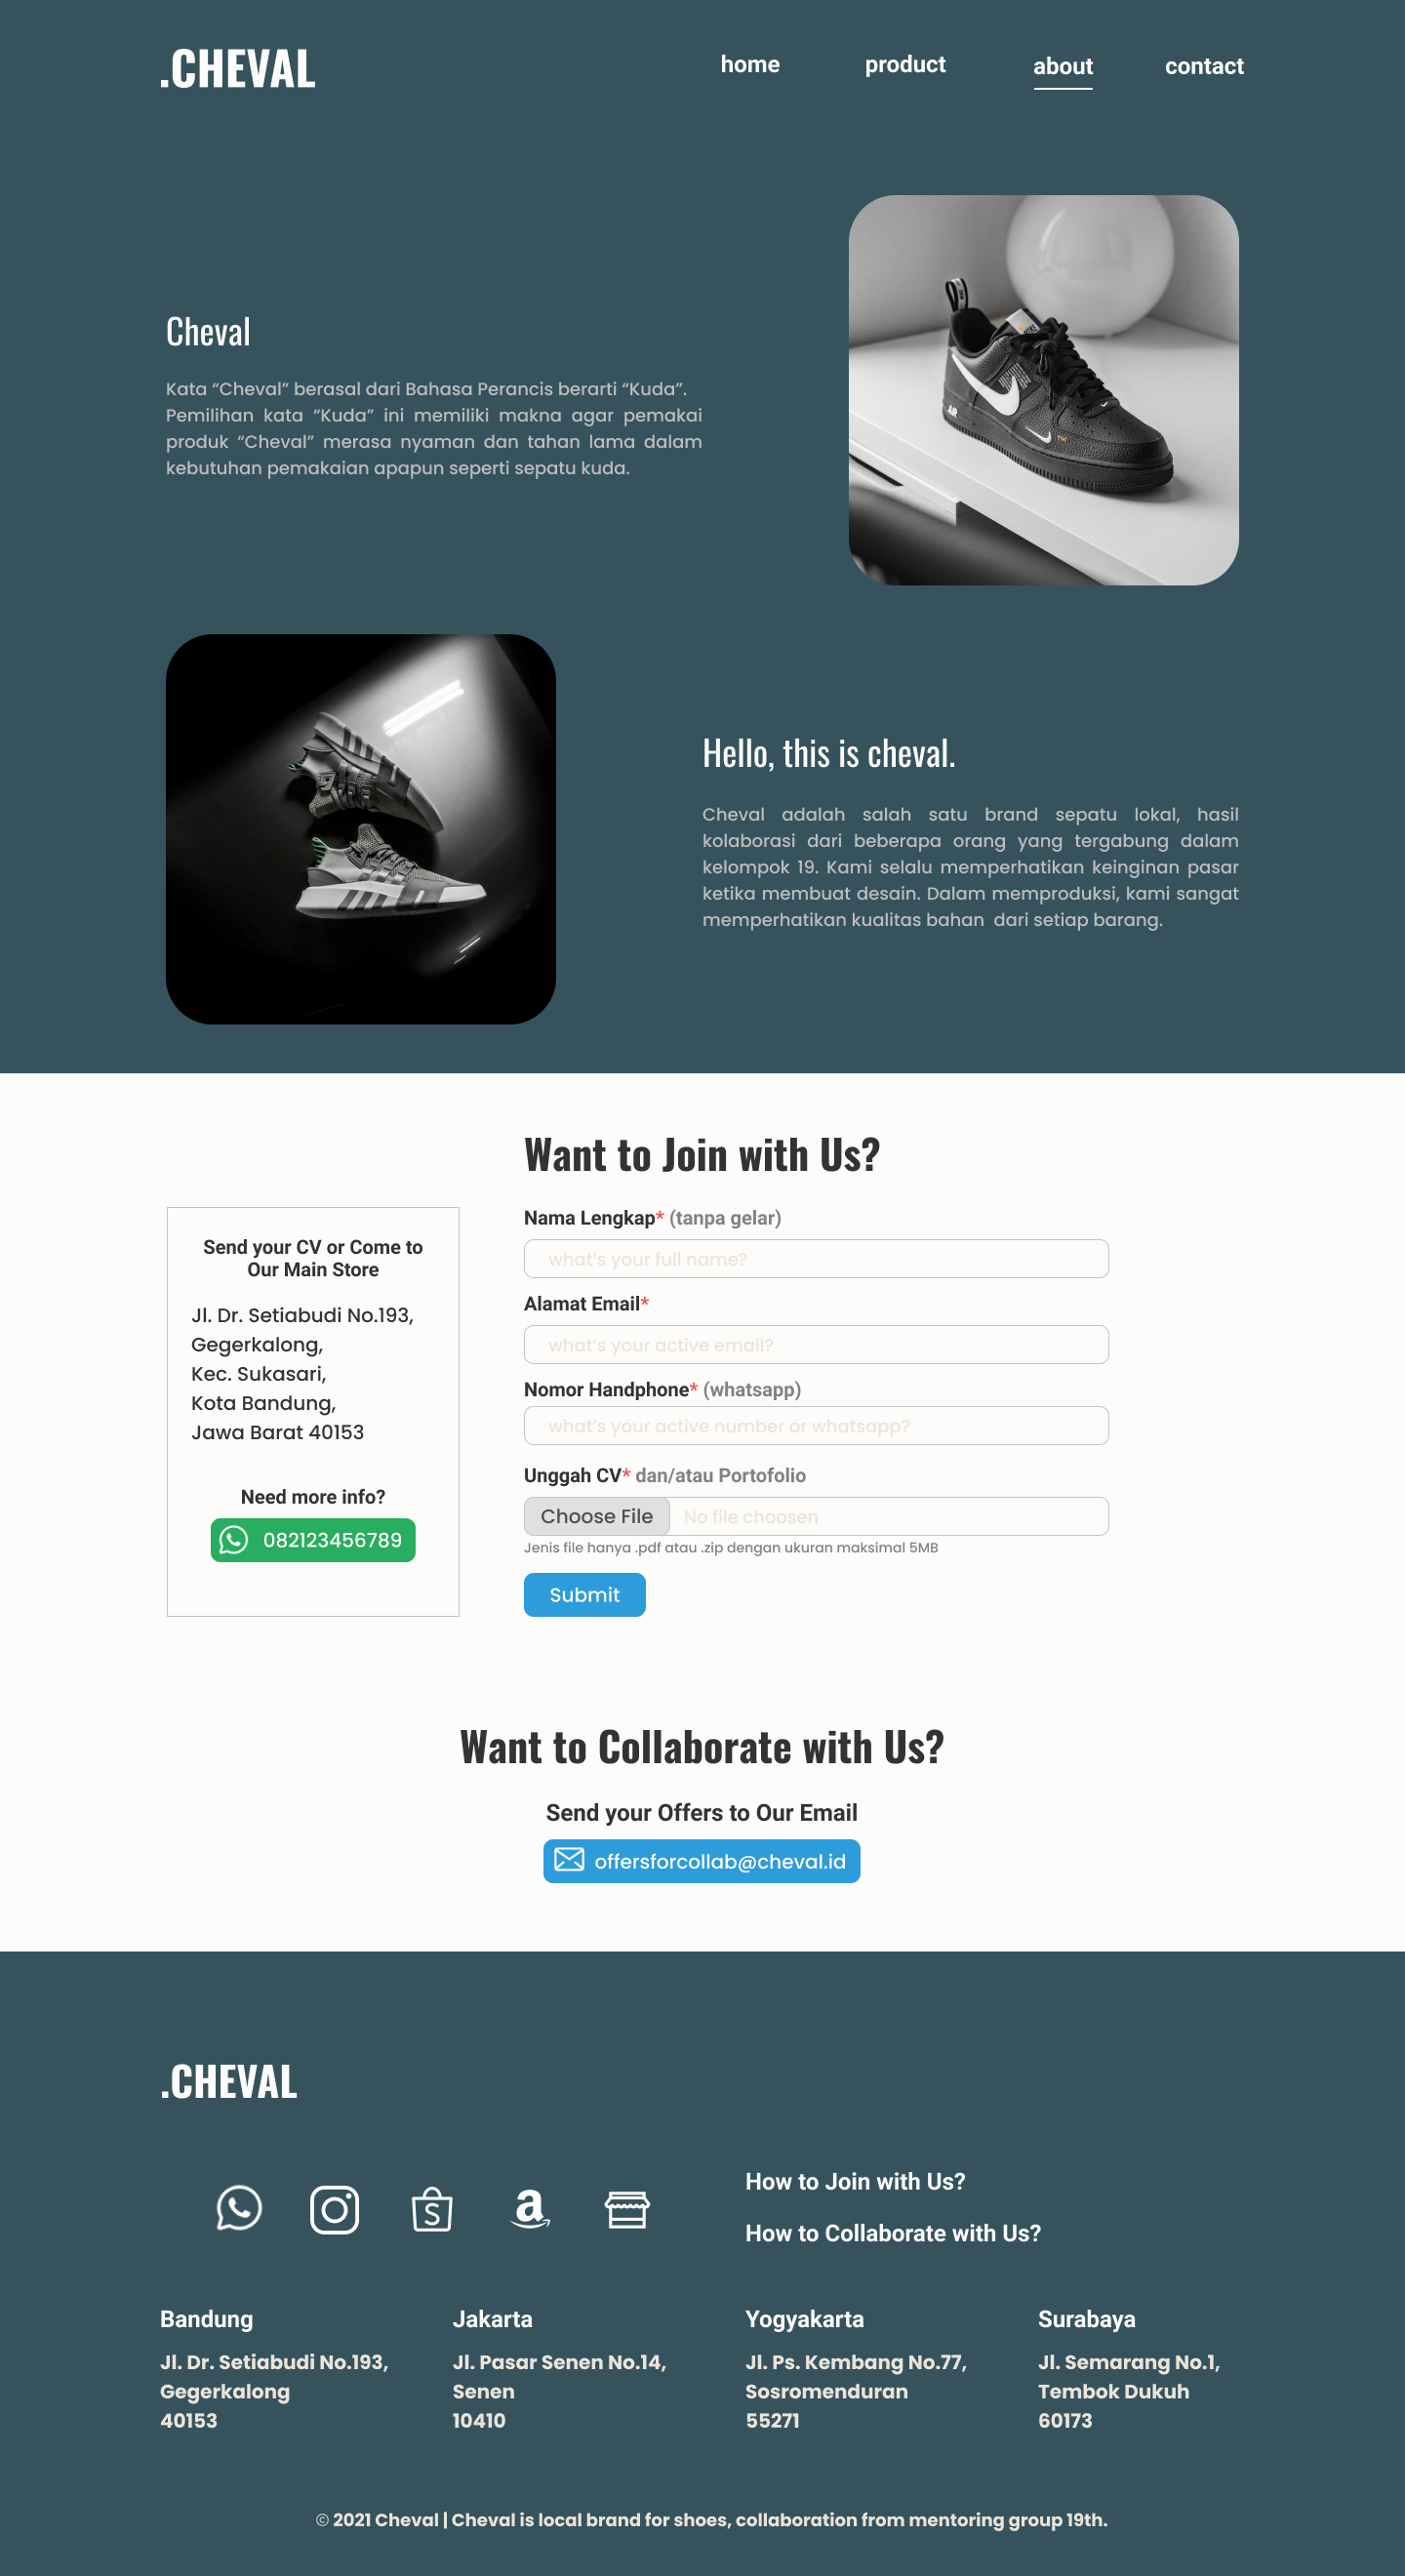 .CHEVAL
home product about contact
Cheval
Kata “Cheval” berasal dari Bahasa Perancis berarti “Kuda”.
Pemilihan kata “Kuda” ini memiliki makna agar pemakai
produk “Cheval” merasa nyaman dan tahan lama dalam
kebutuhan pemakaian apapun seperti sepatu kuda.
AIR
™
Hello, this is cheval.
Cheval adalah salah satu brand sepatu lokal, hasil
kolaborasi dari beberapa orang yang tergabung dalam
kelompok 19. Kami selalu memperhatikan keinginan pasar
ketika membuat desain. Dalam memproduksi, kami sangat
memperhatikan kualitas bahan dari setiap barang.
Send your CV or Come to
Our Main Store
Jl. Dr. Setiabudi No.193,
Gegerkalong,
Kec. Sukasari,
Kota Bandung,
Jawa Barat 40153
Need more info?
082123456789
Want to Join with Us?
Nama Lengkap* (tanpa gelar)
what’s your full name?
Alamat Email*
what’s your active email?
Nomor Handphone* (whatsapp)
what’s your active number or whatsapp?
Unggah CV* dan/atau Portofolio
Choose File No file choosen
Jenis file hanya .pdf atau .zip dengan ukuran maksimal 5MB
Submit
Want to Collaborate with Us?
Send your Offers to Our Email
offersforcollab@cheval.id
.CHEVAL
How to Join with Us?
How to Collaborate with Us?
Bandung
Jl. Dr. Setiabudi No.193,
Gegerkalong
40153
Jakarta
Jl. Pasar Senen No.14,
Senen
10410
Yogyakarta
Jl. Ps. Kembang No.77,
Sosromenduran
55271
Surabaya
Jl. Semarang No.1,
Tembok Dukuh
60173
© 2021 Cheval | Cheval is local brand for shoes, collaboration from mentoring group 19th.